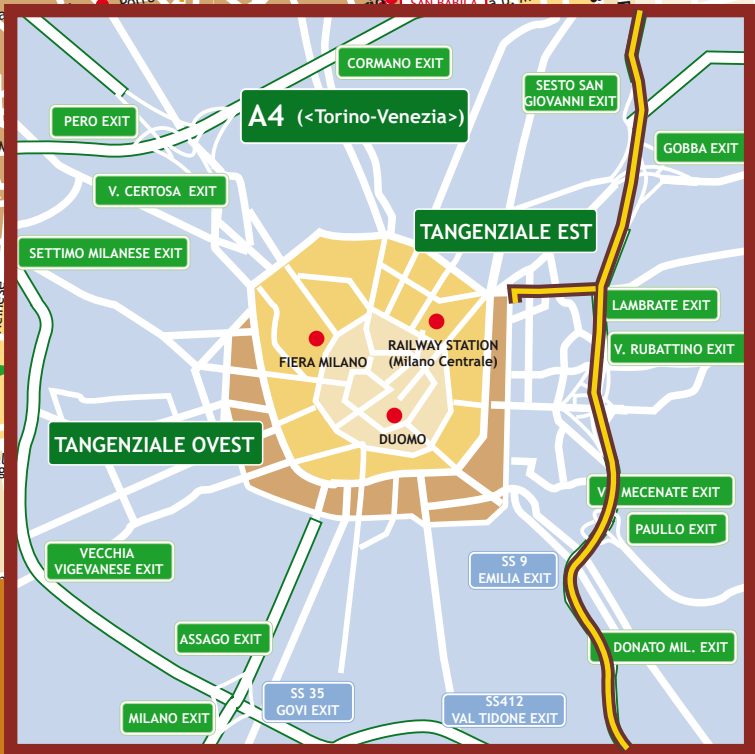 SAN BABILA
CORMANO EXIT
SESTO SAN
GIOVANNI EXIT
A4 (<Torino-Venezia>)
PERO EXIT
GOBBA EXIT
V. CERTOSA EXIT
TANGENZIALE EST
SETTIMO MILANESE EXIT
LAMBRATE EXIT
RAILWAY STATION
(Milano Centrale)
FIERA MILANO
V. RUBATTINO EXIT
DUOMO
TANGENZIALE OVEST
V MECENATE EXIT
PAULLO EXIT
VECCHIA
VIGEVANESE EXIT
SS 9
EMILIA EXIT
ASSAGO EXIT
DONATO MIL. EXIT
SS 35
GOVI EXIT
SS412
VAL TIDONE EXIT
MILANO EXIT